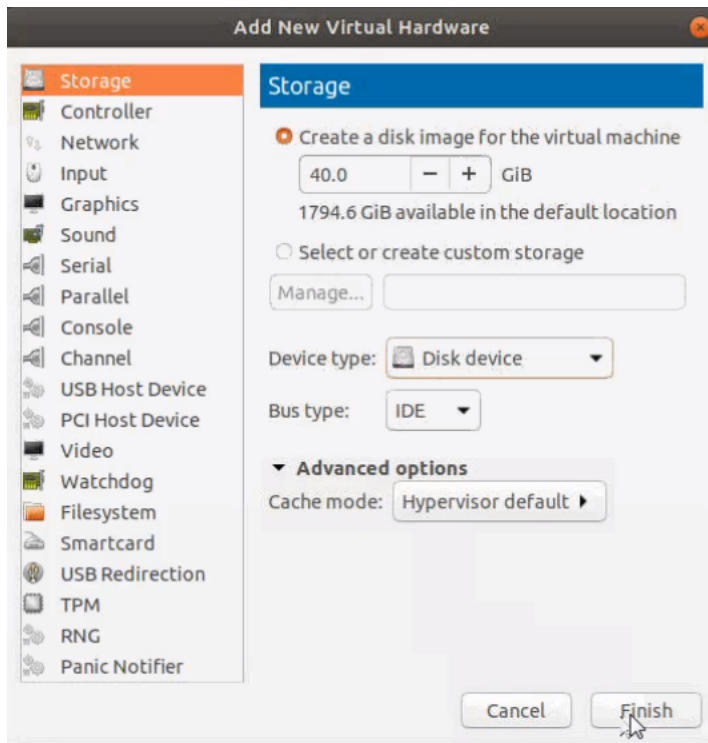 Add New Virtual Hardware
Storage
Controller
Network
Input
Graphics
Sound
Serial
Parallel
Console
Channel
USB Host Device
PCI Host Device
Video
Watchdog
Filesystem
Smartcard
USB Redirection
TPM
RNG
Panic Notifier
Storage
Create a disk image for the virtual machine
40.0 − + GiB
1794.6 GiB available in the default location
Select or create custom storage
Manage...
Device type: Disk device
Bus type: IDE
Advanced options
Cache mode: Hypervisor default
Cancel Finish